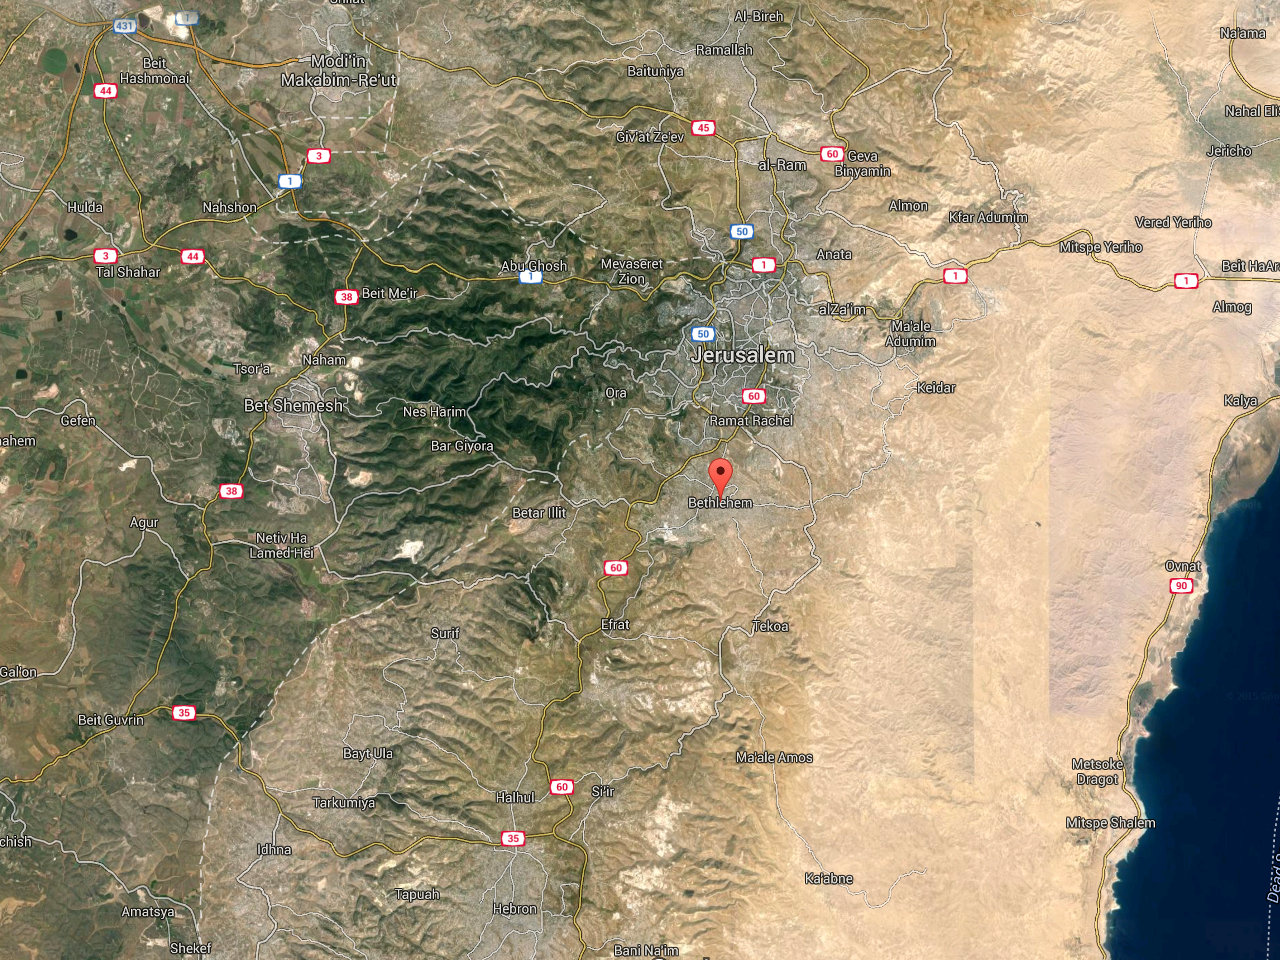 Al-Bireh
431
1
Na'ama
Ramallah
Modi'in
Makabim-Re'ut
Beit
Hashmonai
Baituniya
44
Nahal Eli
45
Giv'at Ze'ev
60
3
Geva
Binyamin
Jericho
al-Ram
1
Hulda
Nahshon
Almon
Kfar Adumim
Vered Yeriho
50
Mitspe Yeriho
3
44
Anata
Tal Shahar
Abu Ghosh
Mevaseret
Zion
1
Beit HaAra
1
1
1
38
Beit Me'ir
alZa'im
Almog
50
Ma'ale
Adumim
Jerusalem
Naham
Tsor'a
Ora
Keidar
60
Kalya
Bet Shemesh
Nes Harim
Gefen
Ramat Rachel
ahem
Bar Giyora
38
Bethlehem
Betar Illit
Agur
Netiv Ha
Lamed Hei
60
Ovnat
90
Efrat
Tekoa
Surif
Gal'on
35
Beit Guvrin
Bayt Ula
Ma'ale Amos
Metsoke
Dragot
60
Si'ir
Halhul
Tarkumiya
Mitspe Shalem
35
chish
Idhna
Ka'abne
Tapuah
Hebron
Amatsya
Shekef
Bani Na'im
Dead S